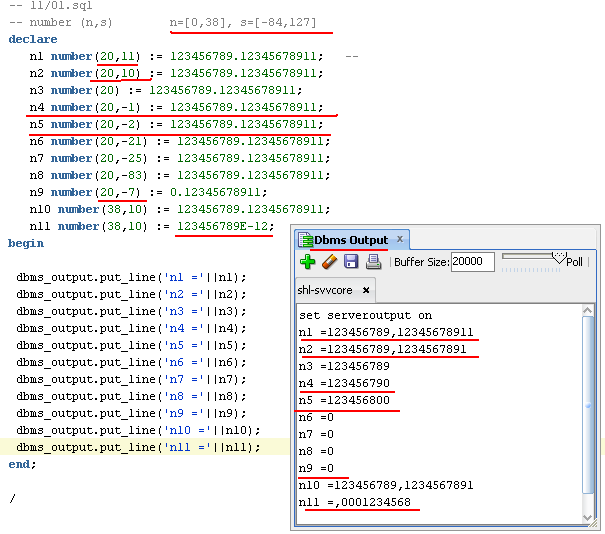 -- 11/01.sql
-- number (n,s) n=[0,38], s=[-84,127]
declare
n1 number(20,11) := 123456789.12345678911; --
n2 number(20,10) := 123456789.12345678911;
n3 number(20) := 123456789.12345678911;
n4 number(20,-1) := 123456789.12345678911;
n5 number(20,-2) := 123456789.12345678911;
n6 number(20,-21) := 123456789.12345678911;
n7 number(20,-25) := 123456789.12345678911;
n8 number(20,-83) := 123456789.12345678911;
n9 number(20,-7) := 0.12345678911;
n10 number(38,10) := 123456789.12345678911;
n11 number(38,10) := 123456789E-12;
begin
dbms_output.put_line('n1 ='||n1);
dbms_output.put_line('n2 ='||n2);
dbms_output.put_line('n3 ='||n3);
dbms_output.put_line('n4 ='||n4);
dbms_output.put_line('n5 ='||n5);
dbms_output.put_line('n6 ='||n6);
dbms_output.put_line('n7 ='||n7);
dbms_output.put_line('n8 ='||n8);
dbms_output.put_line('n9 ='||n9);
dbms_output.put_line('n10 ='||n10);
dbms_output.put_line('n11 ='||n11);
end;
/
Dbms Output x
Buffer Size: 20000 Poll
shl-svvcore x
set serveroutput on
n1 =123456789,12345678911
n2 =123456789,1234567891
n3 =123456789
n4 =123456790
n5 =123456800
n6 =0
n7 =0
n8 =0
n9 =0
n10 =123456789,1234567891
n11 =,0001234568